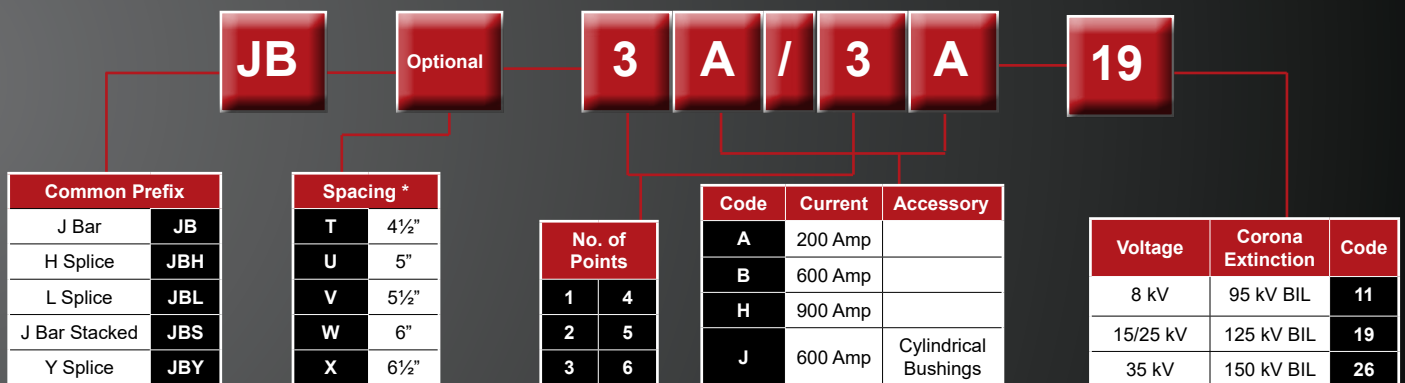 JB Optional 3 A / 3 A 19
Common Prefix
J Bar JB
H Splice JBH
L Splice JBL
J Bar Stacked JBS
Y Splice JBY
Spacing *
T 4½”
U 5”
V 5½”
W 6”
X 6½”
No. of
Points
1 4
2 5
3 6
Code Current Accessory
A 200 Amp
B 600 Amp
H 900 Amp
J 600 Amp Cylindrical
Bushings
Voltage Corona
Extinction Code
8 kV 95 kV BIL 11
15/25 kV 125 kV BIL 19
35 kV 150 kV BIL 26